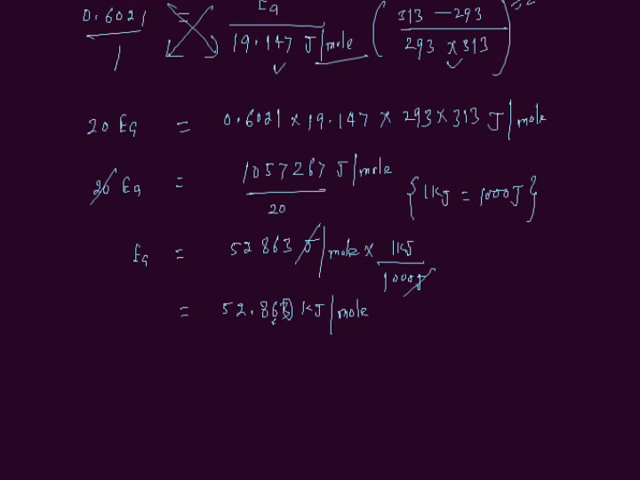 0.6021 / 1 = Ea / 19.147 J/mole ( 313 - 293 / 293 × 313 )
20 Ea = 0.6021 × 19.147 × 293 × 313 J/mole
20 Ea = 1057267 J/mole / 20 {1KJ = 1000J}
Ea = 52863 J/mole × 1KJ / 1000J
= 52.863 KJ/mole